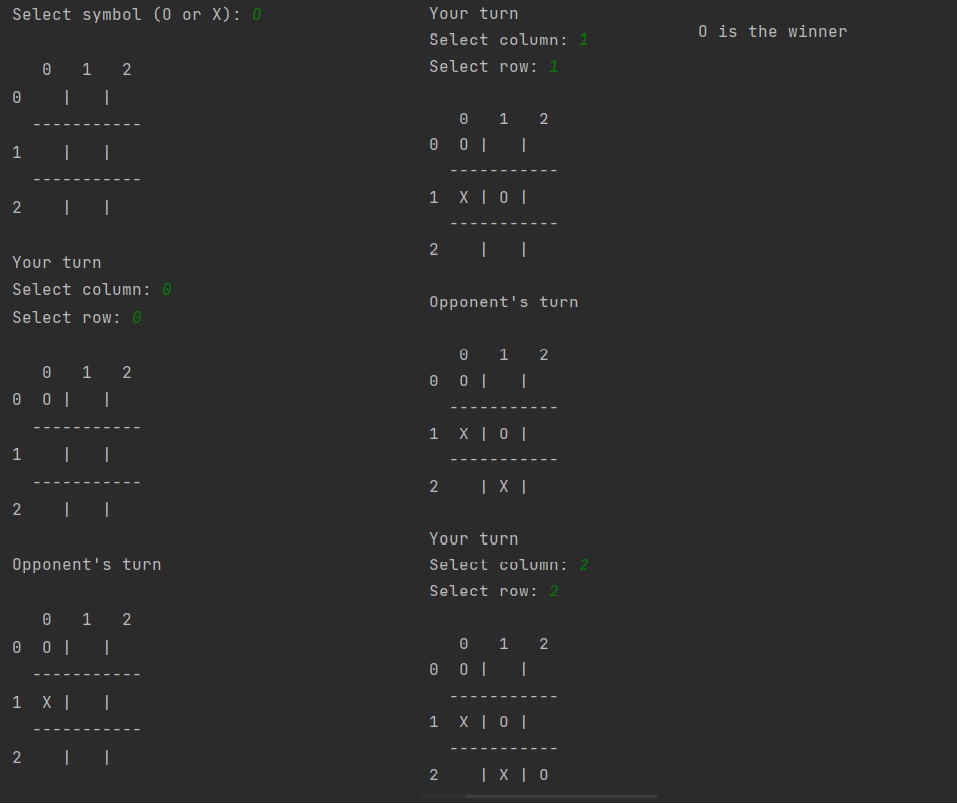 Select symbol (O or X): O
    0   1   2
0     |   |
  -----------
1     |   |
  -----------
2     |   |
Your turn
Select column: 0
Select row: 0
    0   1   2
0   O |   |
  -----------
1     |   |
  -----------
2     |   |
Opponent's turn
    0   1   2
0   O |   |
  -----------
1   X |   |
  -----------
2     |   |
Your turn
Select column: 1
Select row: 1
    0   1   2
0   O |   |
  -----------
1   X | O |
  -----------
2     |   |
Opponent's turn
    0   1   2
0   O |   |
  -----------
1   X | O |
  -----------
2     | X |
Your turn
Select column: 2
Select row: 2
    0   1   2
0   O |   |
  -----------
1   X | O |
  -----------
2     | X | O
O is the winner